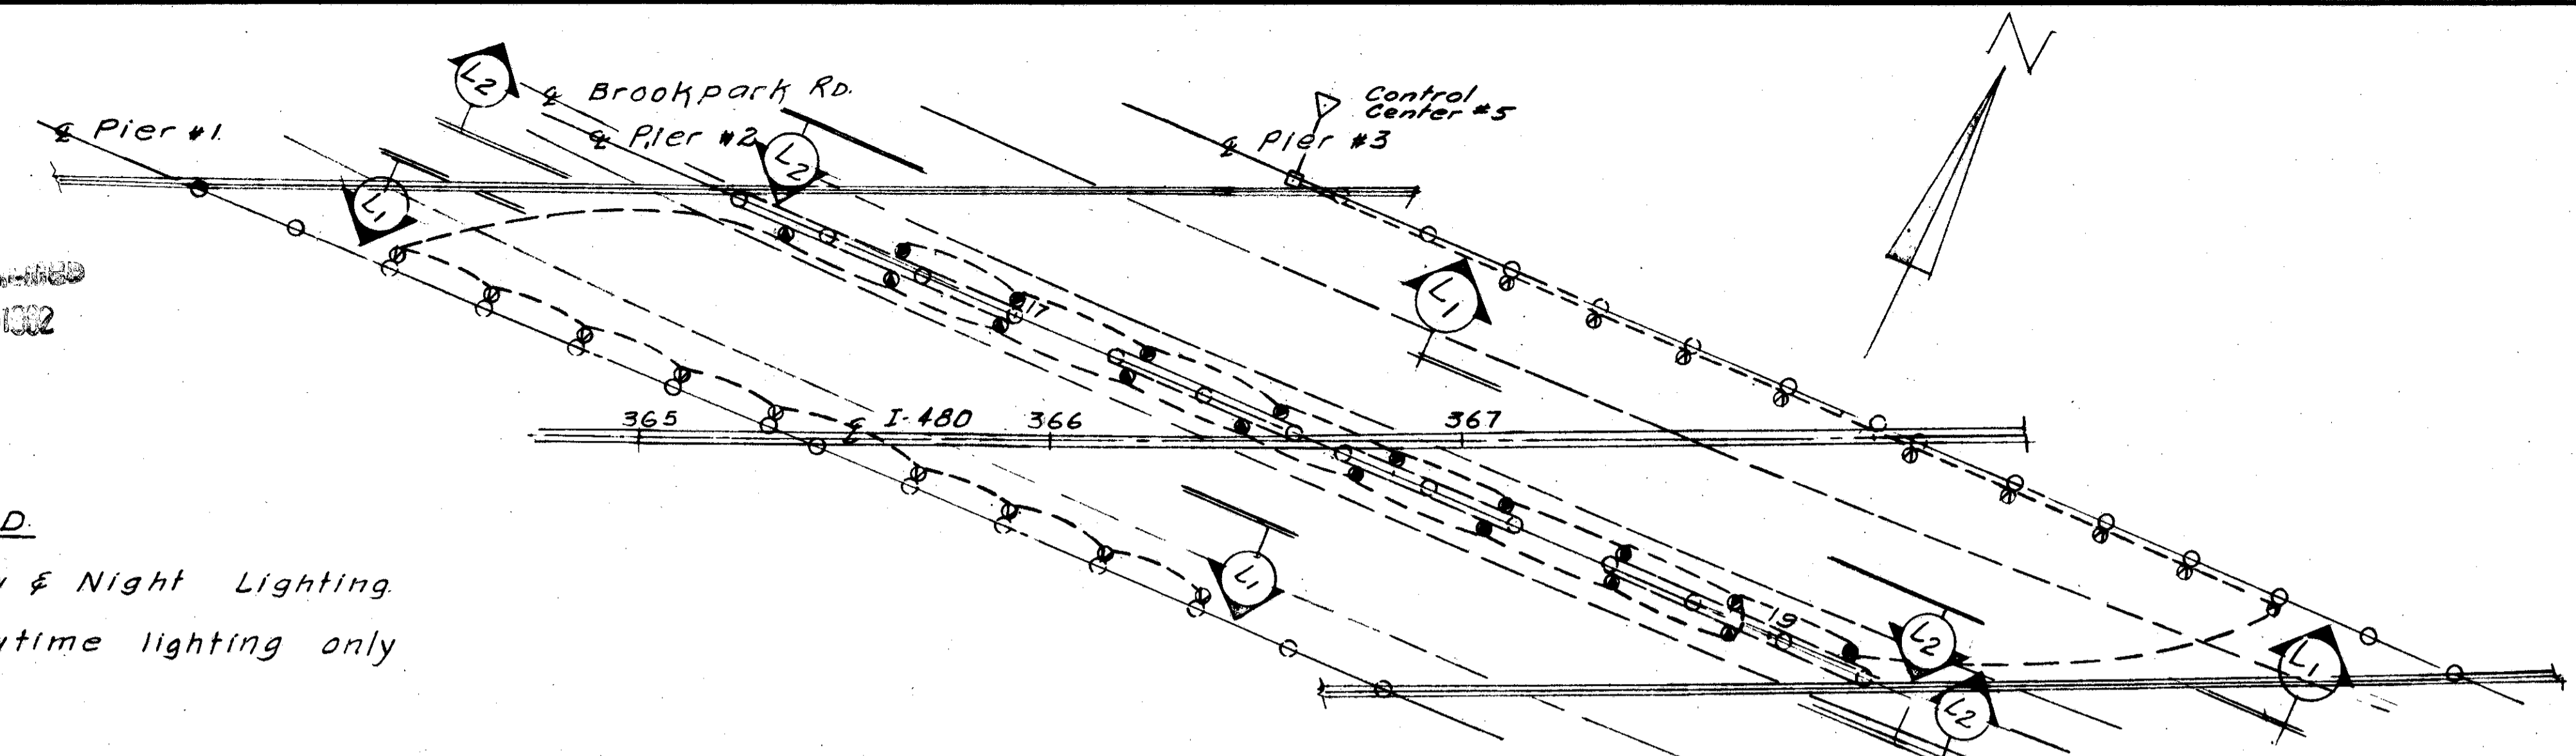 N
L2
℄ Brookpark RD.
Control
Center #5
℄ Pier #1
℄ Pier #2
L2
℄ Pier #3
L1
L1
17
365
℄ I-480
366
367
D.
& Night Lighting.
lighting only
L1
19
L2
L1
L2